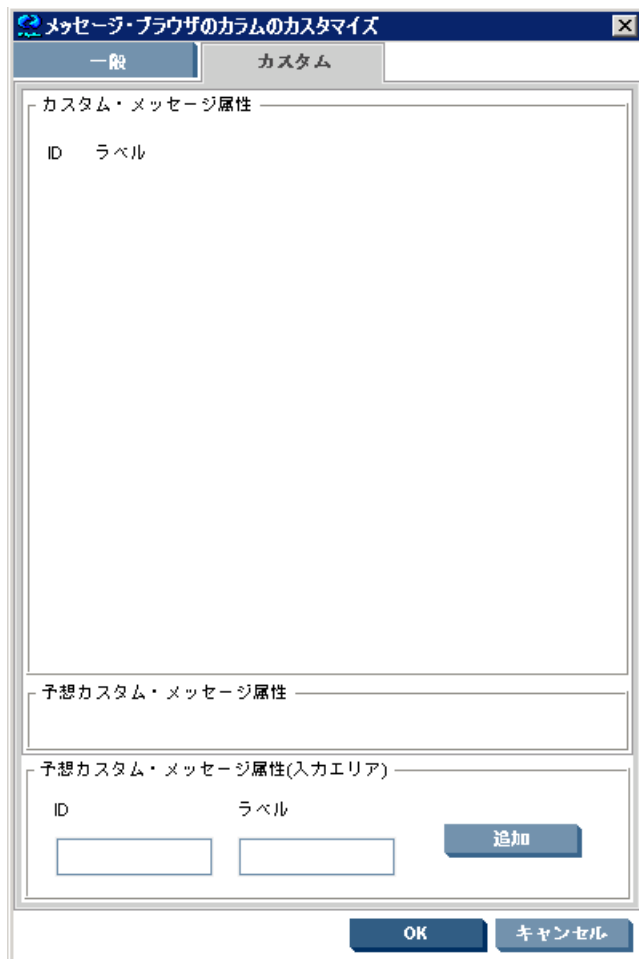 メッセージ・ブラウザのカラムのカスタマイズ
一般 カスタム
カスタム・メッセージ属性
ID ラベル
予想カスタム・メッセージ属性
予想カスタム・メッセージ属性(入力エリア)
ID ラベル
追加
OK キャンセル